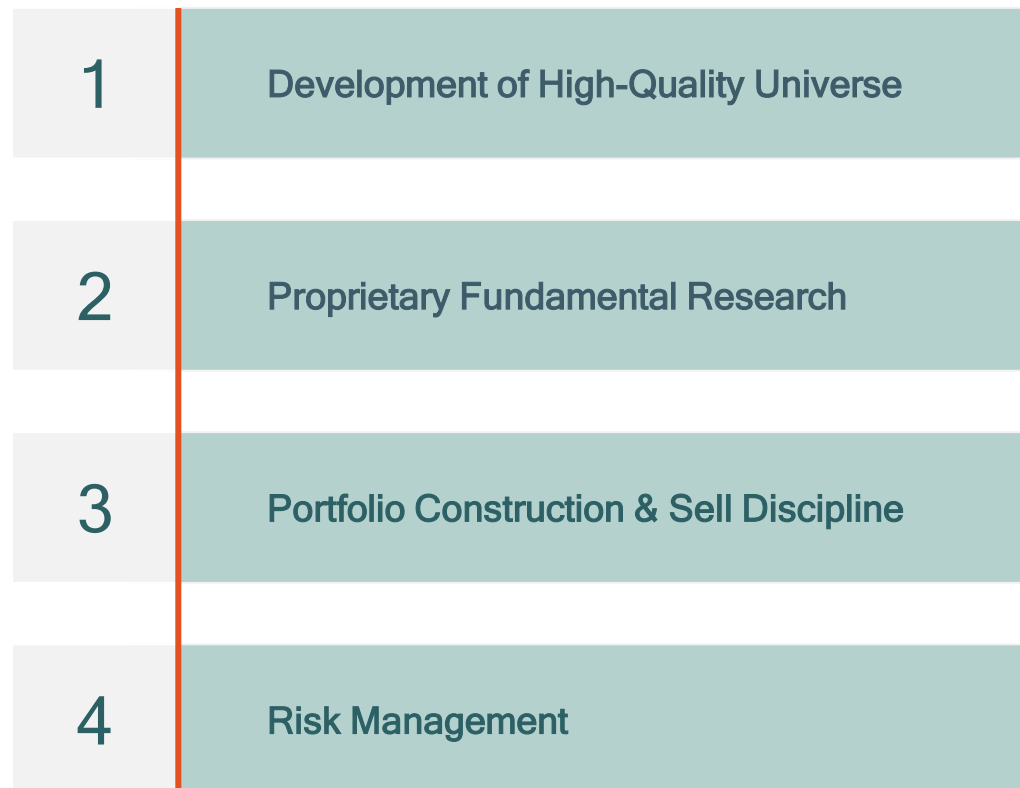 1
Development of High-Quality Universe
2
Proprietary Fundamental Research
3
Portfolio Construction & Sell Discipline
4
Risk Management